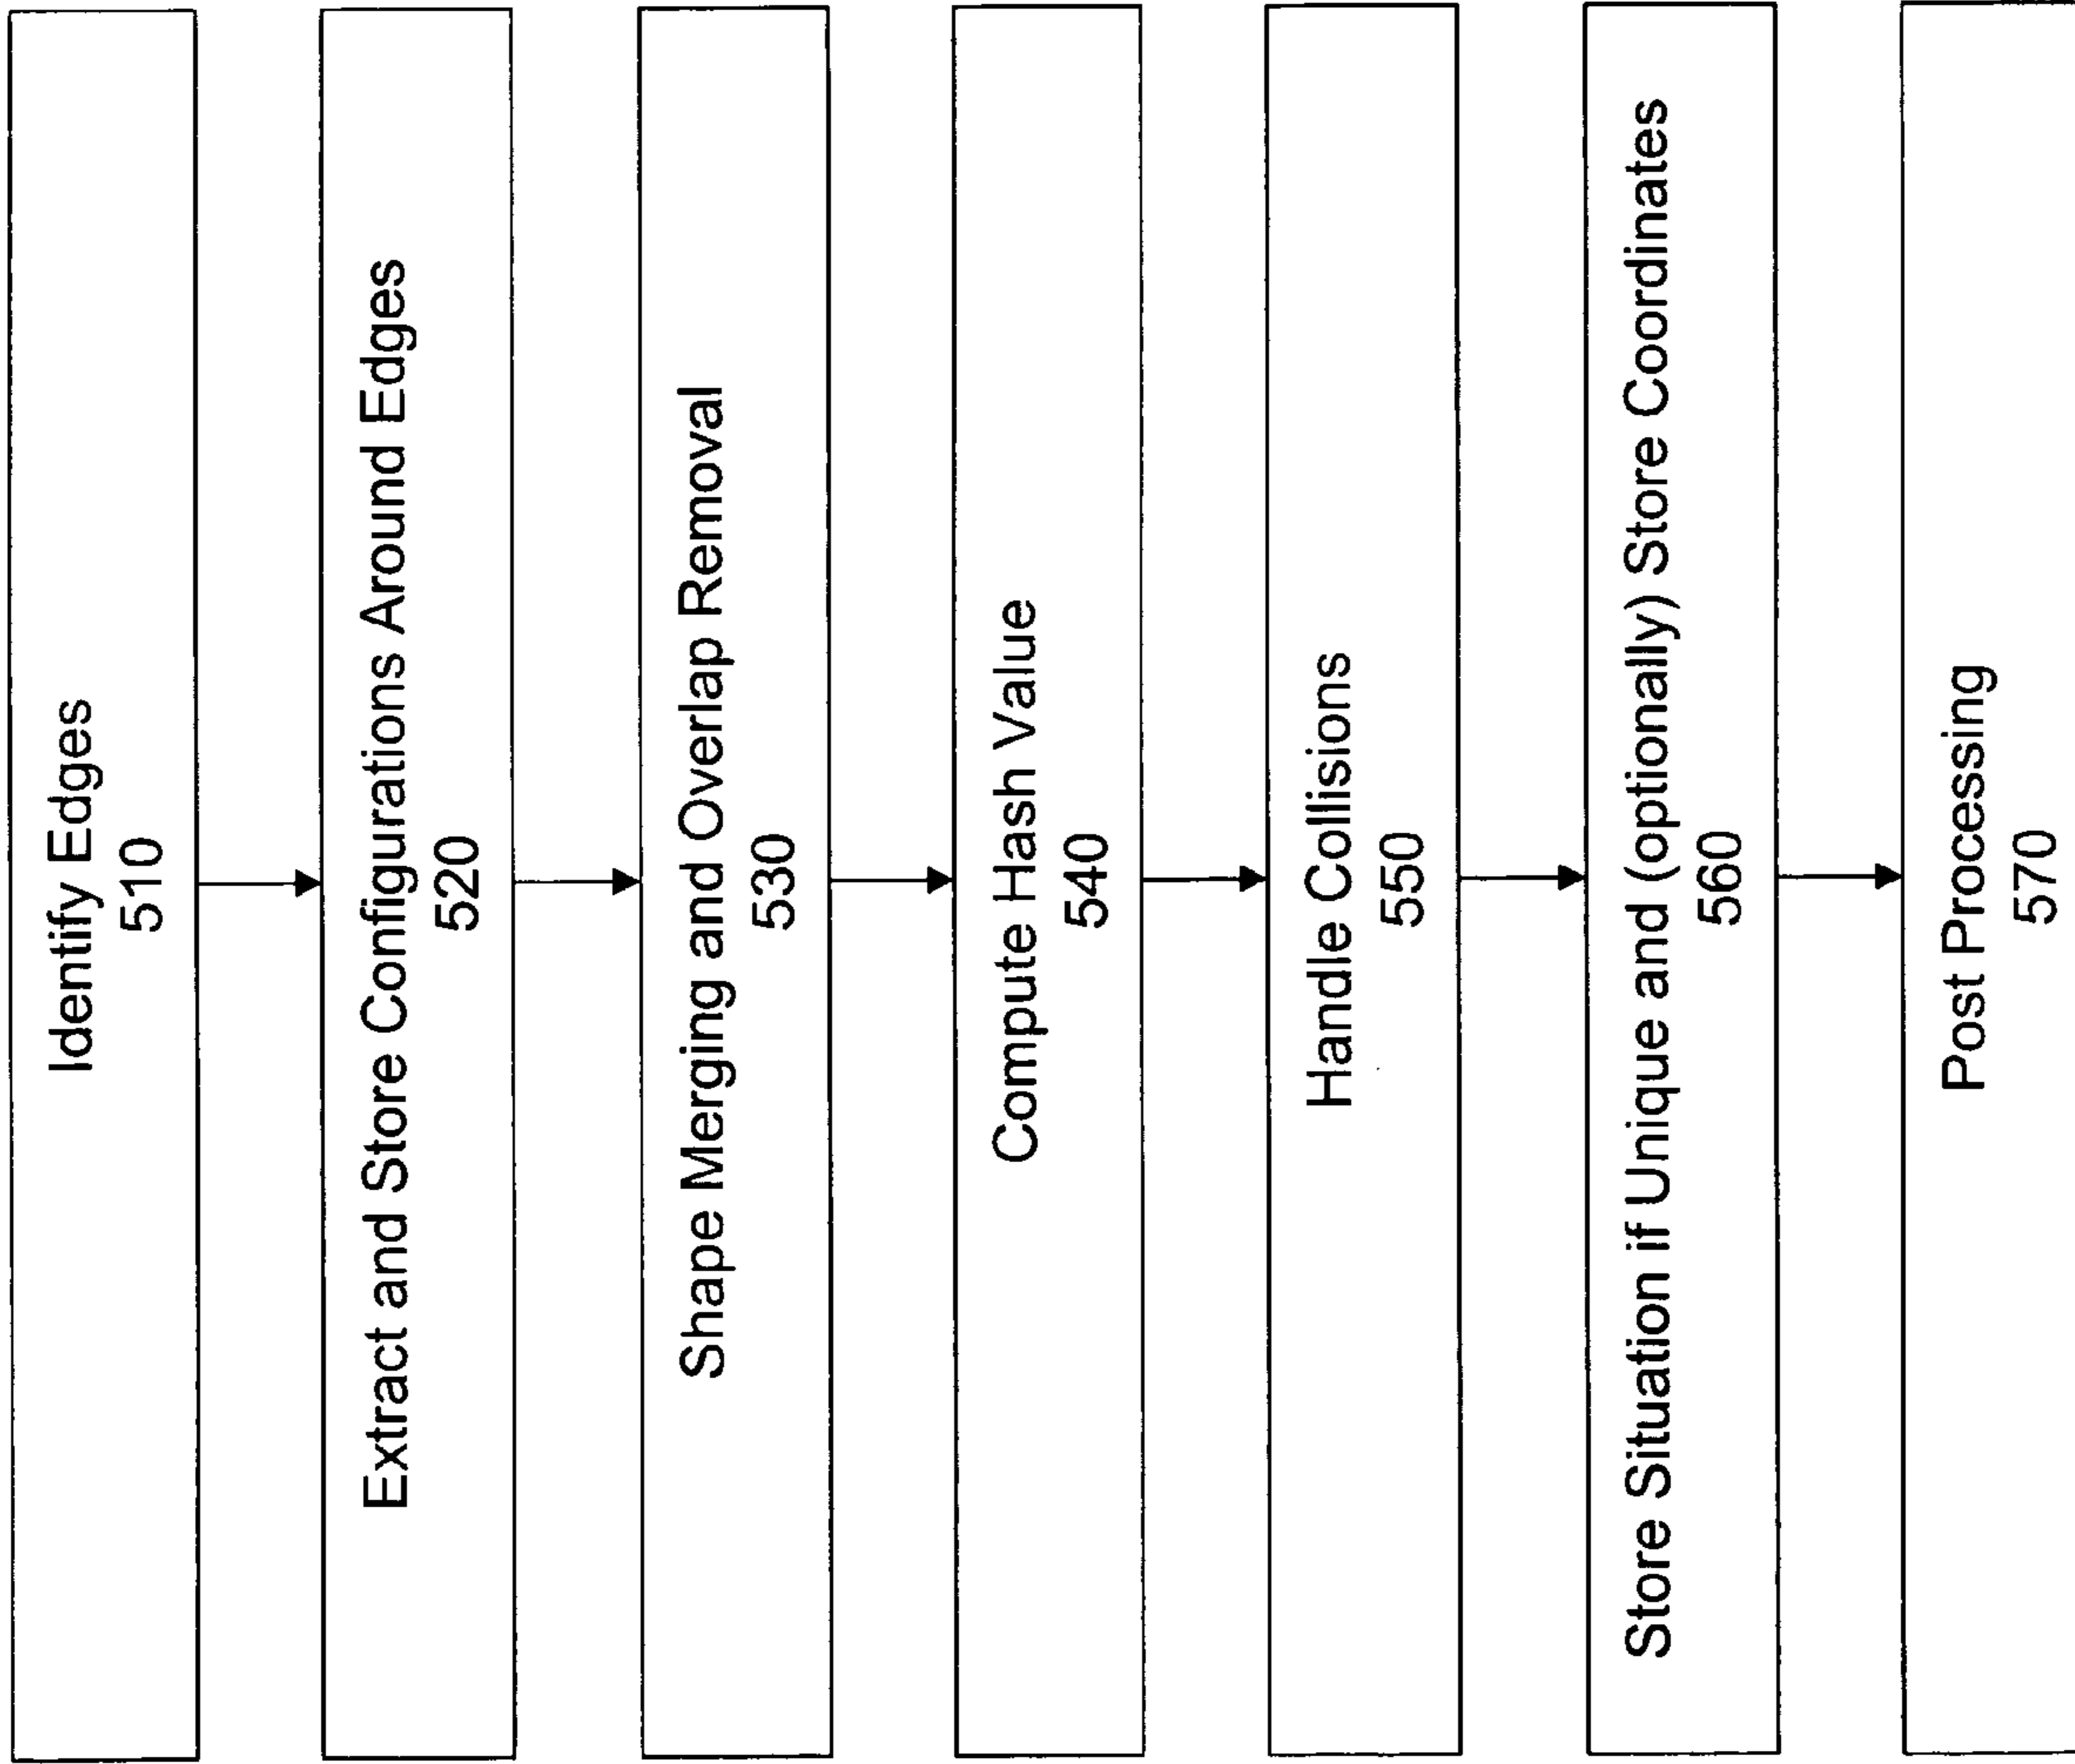 Identify Edges
510
Extract and Store Configurations Around Edges
520
Shape Merging and Overlap Removal
530
Compute Hash Value
540
Handle Collisions
550
Store Situation if Unique and (optionally) Store Coordinates
560
Post Processing
570